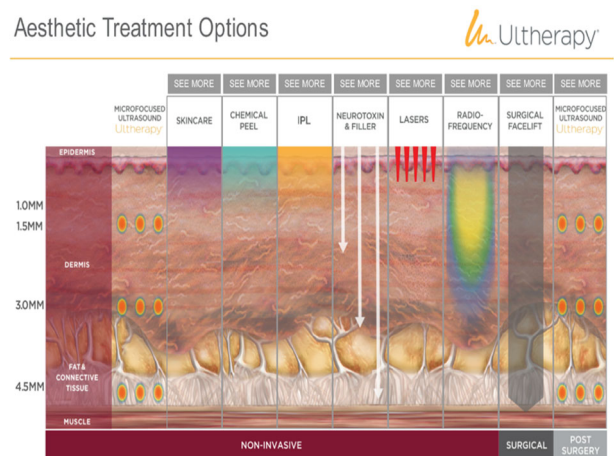 Aesthetic Treatment Options
Ultherapy®
SEE MORE SEE MORE SEE MORE SEE MORE SEE MORE SEE MORE SEE MORE SEE MORE
MICROFOCUSED
ULTRASOUND
Ultherapy
SKINCARE
CHEMICAL
PEEL
IPL
NEUROTOXIN
& FILLER
LASERS
RADIO-
FREQUENCY
SURGICAL
FACELIFT
MICROFOCUSED
ULTRASOUND
Ultherapy
EPIDERMIS
1.0MM
1.5MM
DERMIS
3.0MM
FAT &
CONNECTIVE
TISSUE
4.5MM
MUSCLE
NON-INVASIVE
SURGICAL
POST
SURGERY